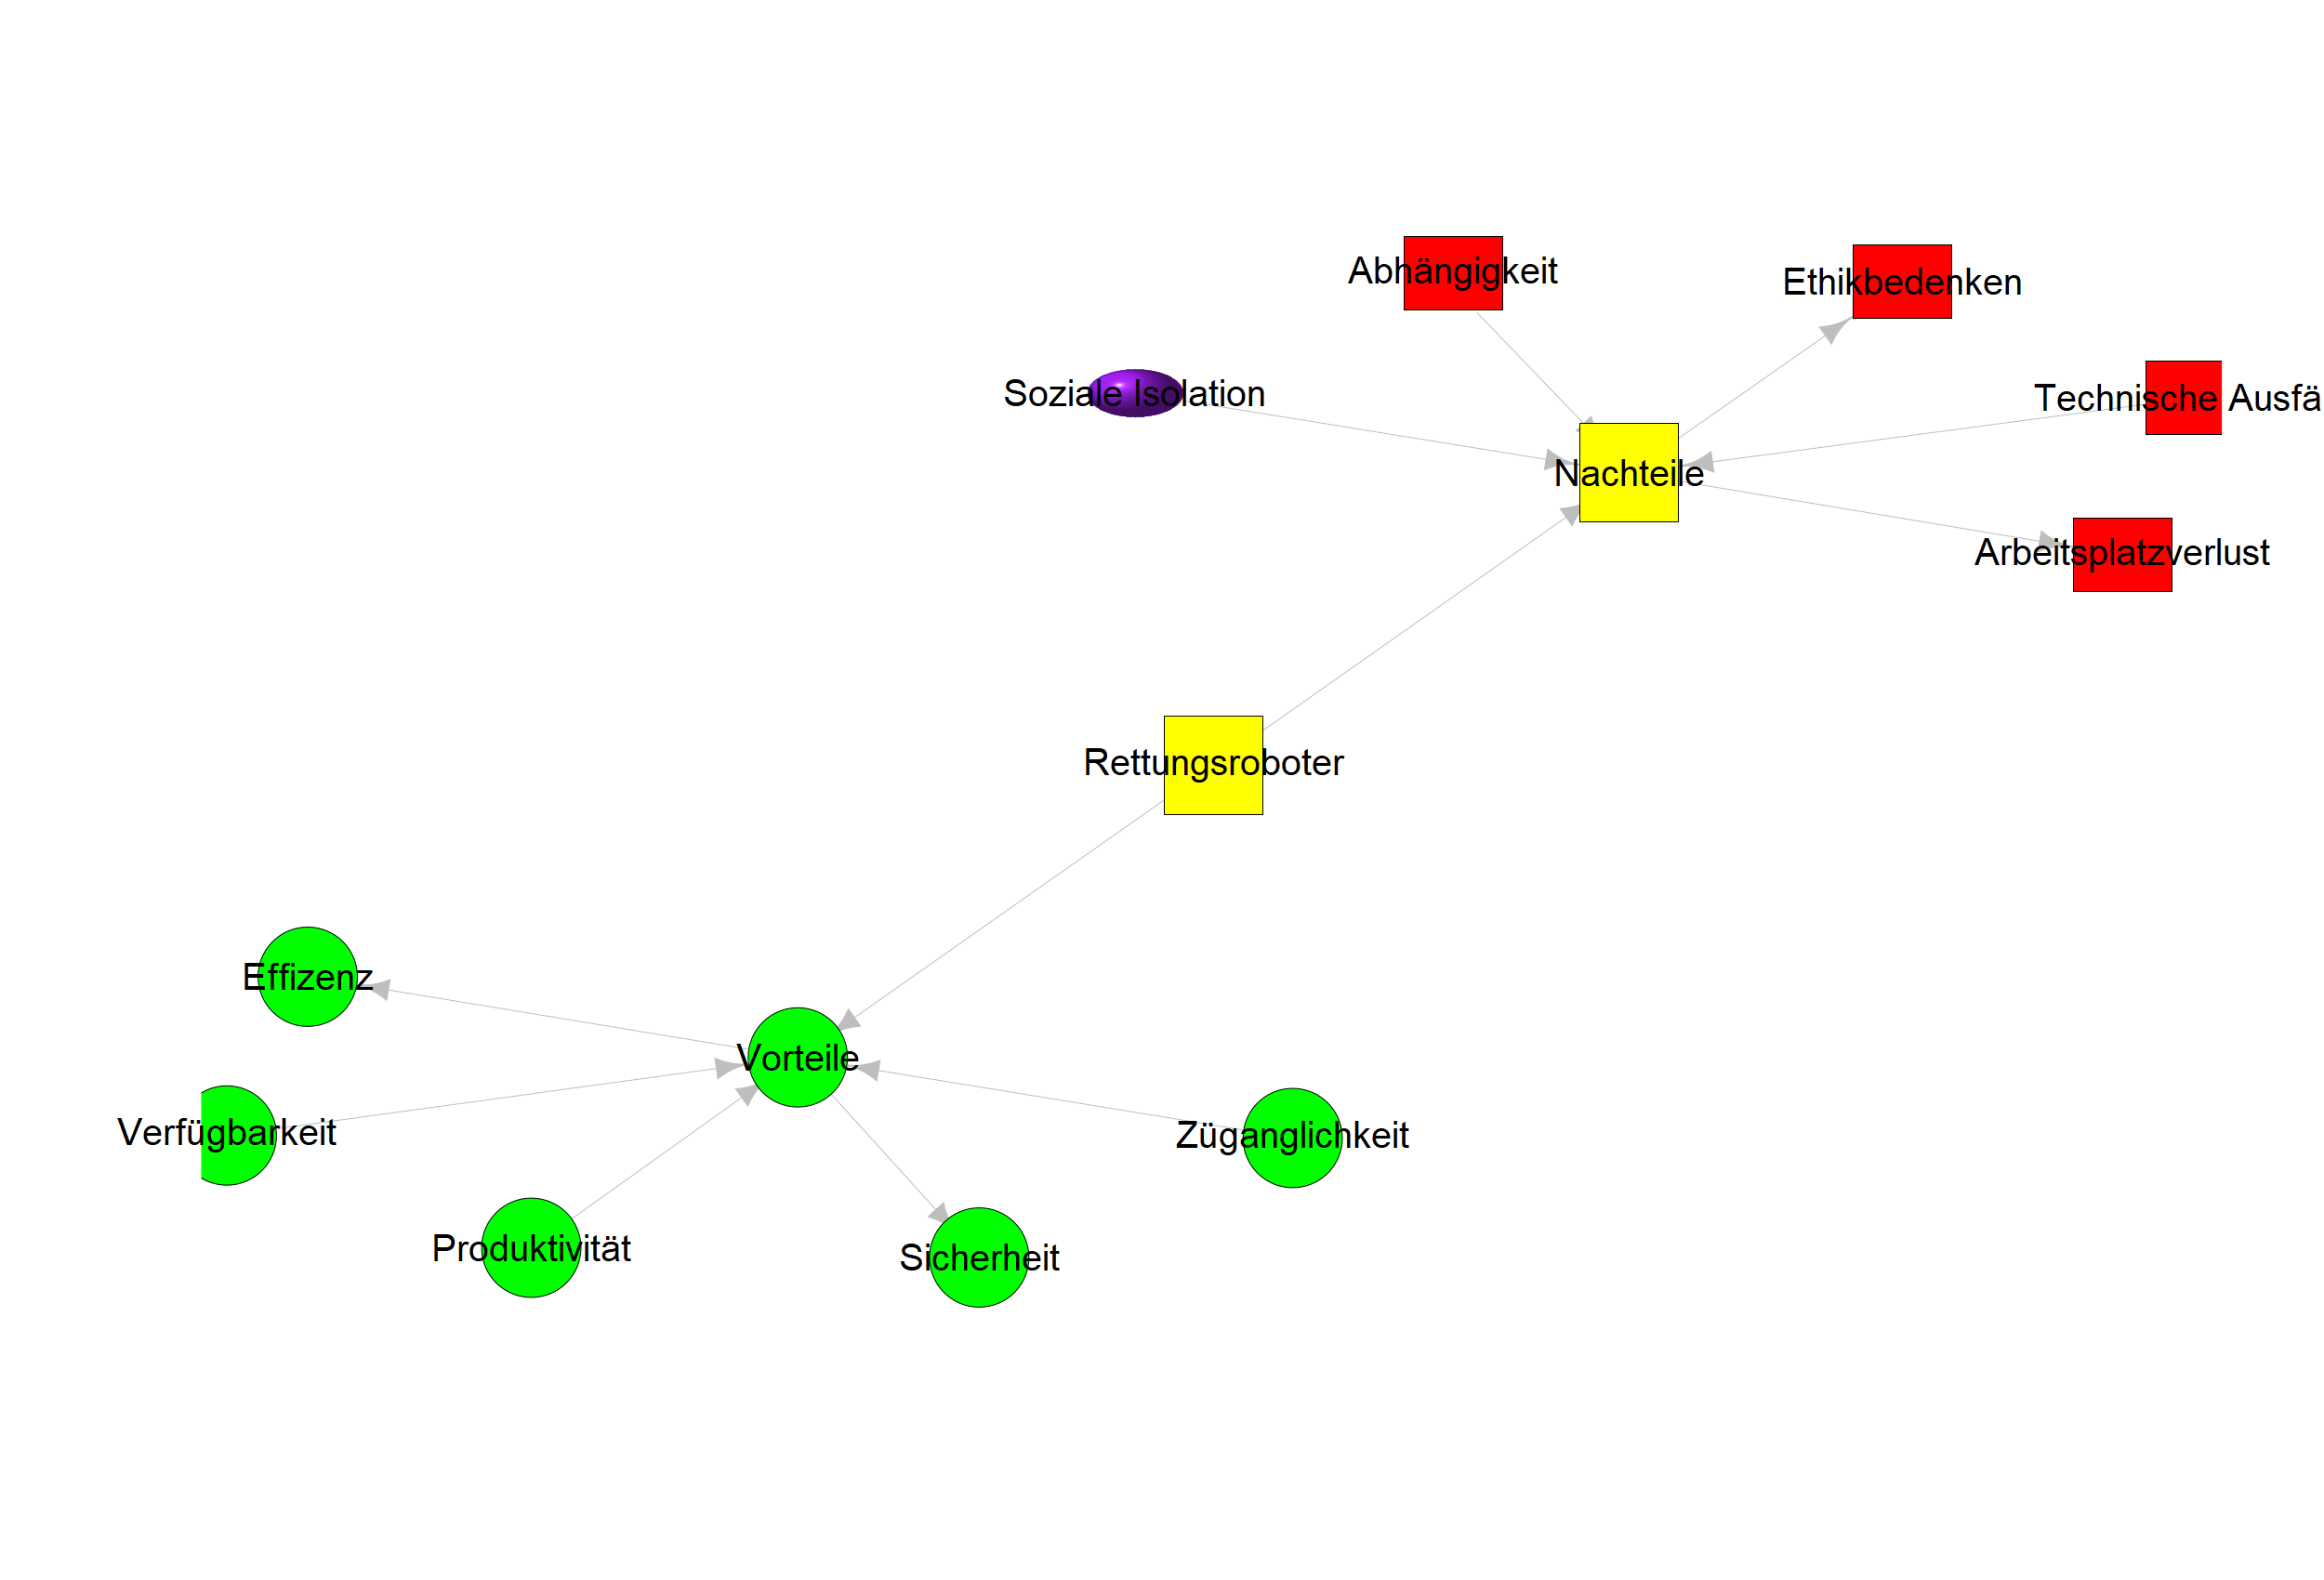 Abhängigkeit
Ethikbedenken
Soziale Isolation
Technische Ausfä
Nachteile
Arbeitsplatzverlust
Rettungsroboter
Effizenz
Vorteile
Verfügbarkeit
Züganglichkeit
Produktivität
Sicherheit